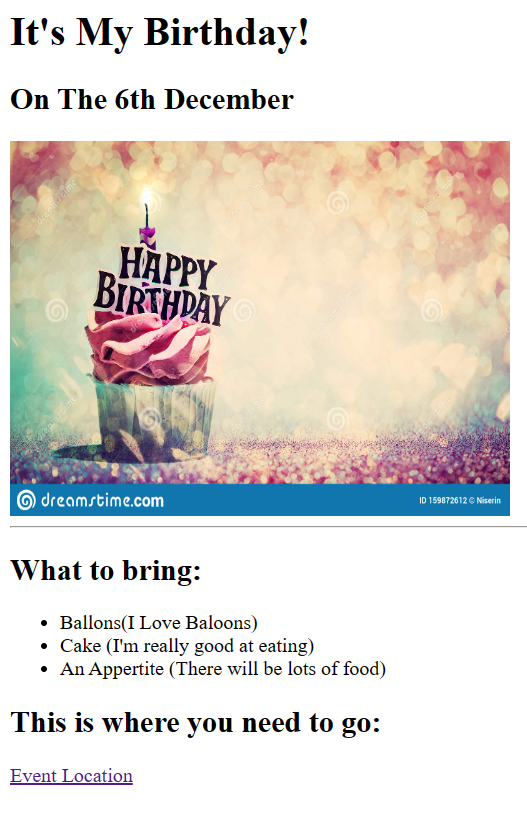 It's My Birthday!
On The 6th December
HAPPY
BIRTHDAY
dreamstime.com
ID 159872612 © Niserin
What to bring:
Ballons(I Love Baloons)
Cake (I'm really good at eating)
An Appertite (There will be lots of food)
This is where you need to go:
Event Location